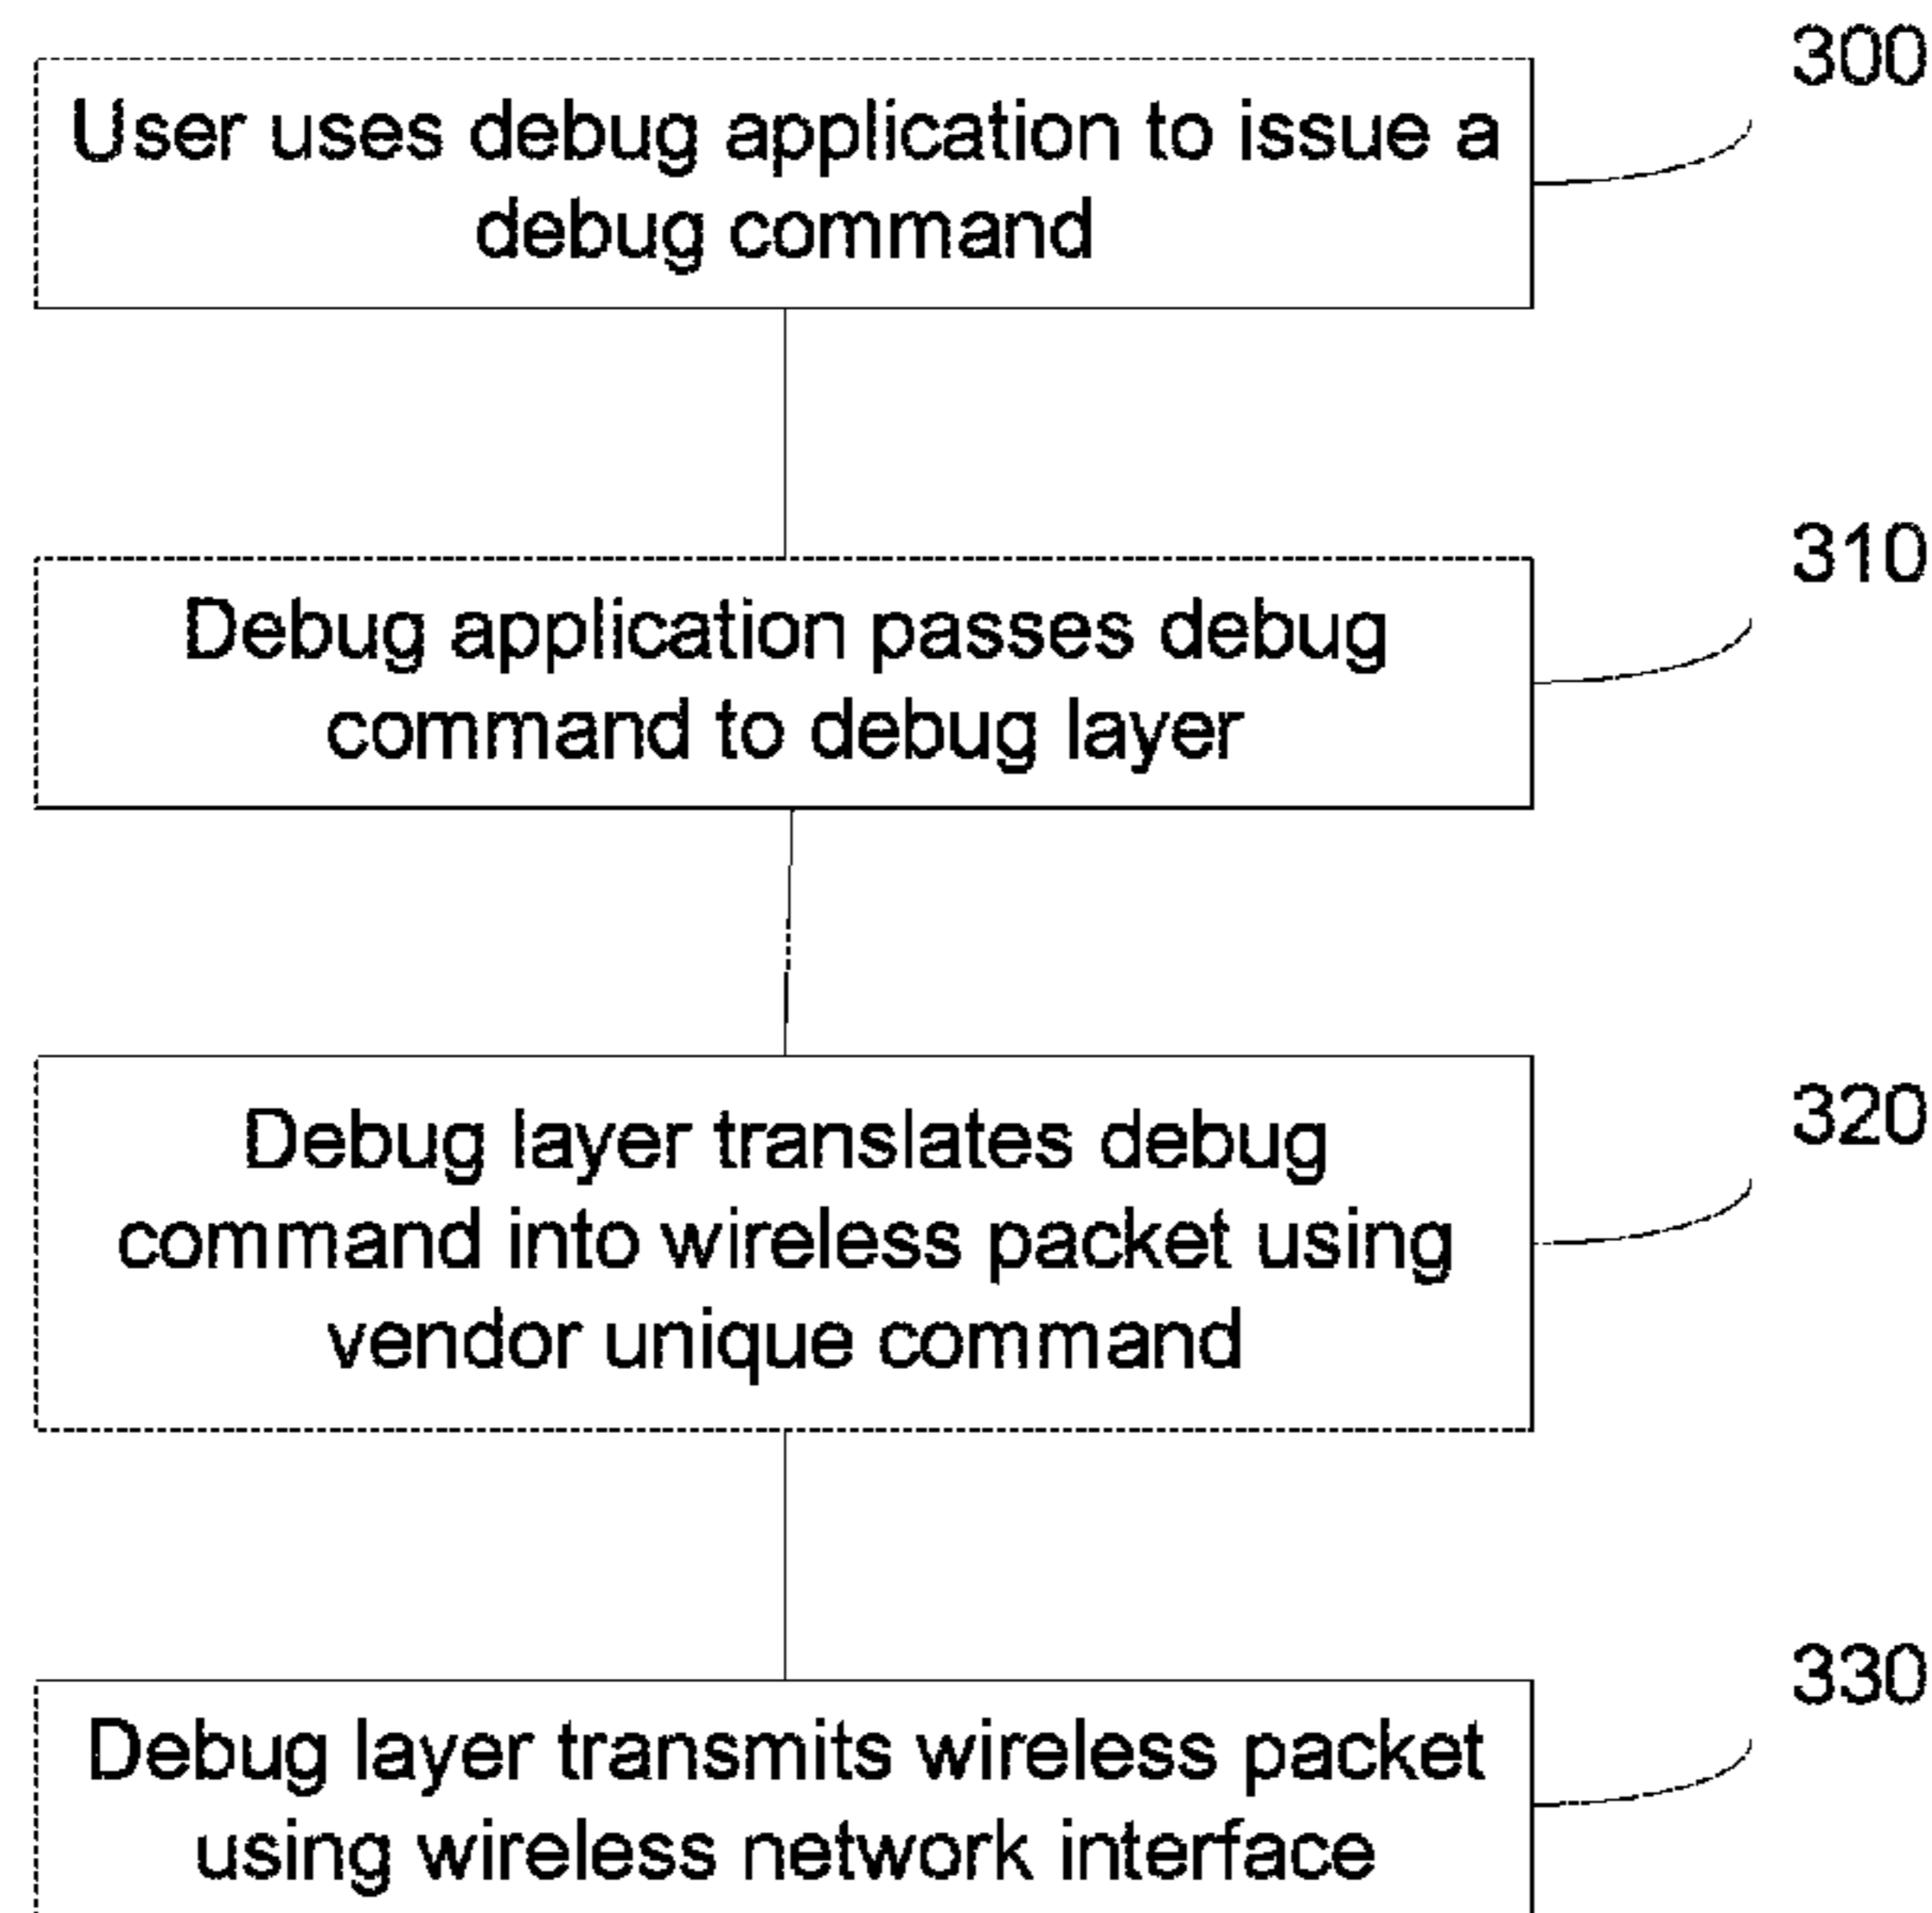 300
User uses debug application to issue a
debug command
310
Debug application passes debug
command to debug layer
320
Debug layer translates debug
command into wireless packet using
vendor unique command
330
Debug layer transmits wireless packet
using wireless network interface